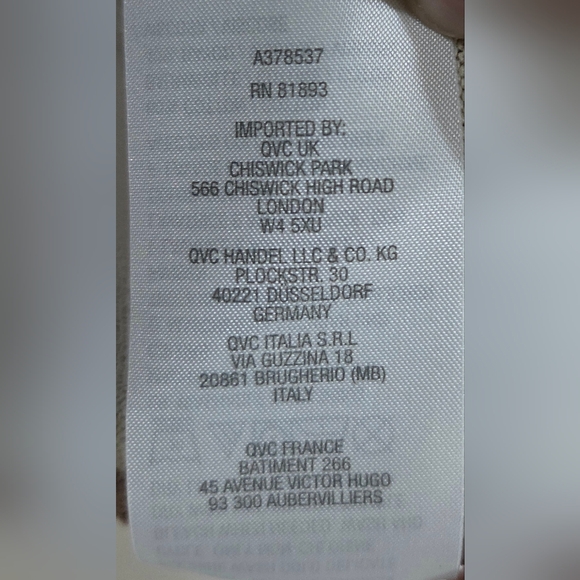 A378537
RN 81893
IMPORTED BY:
QVC UK
CHISWICK PARK
566 CHISWICK HIGH ROAD
LONDON
W4 5XU
QVC HANDEL LLC & CO. KG
PLOCKSTR. 30
40221 DÜSSELDORF
GERMANY
QVC ITALIA S.R.L
VIA GUZZINA 18
20861 BRUGHERIO (MB)
ITALY
QVC FRANCE
BATIMENT 266
45 AVENUE VICTOR HUGO
93 300 AUBERVILLIERS